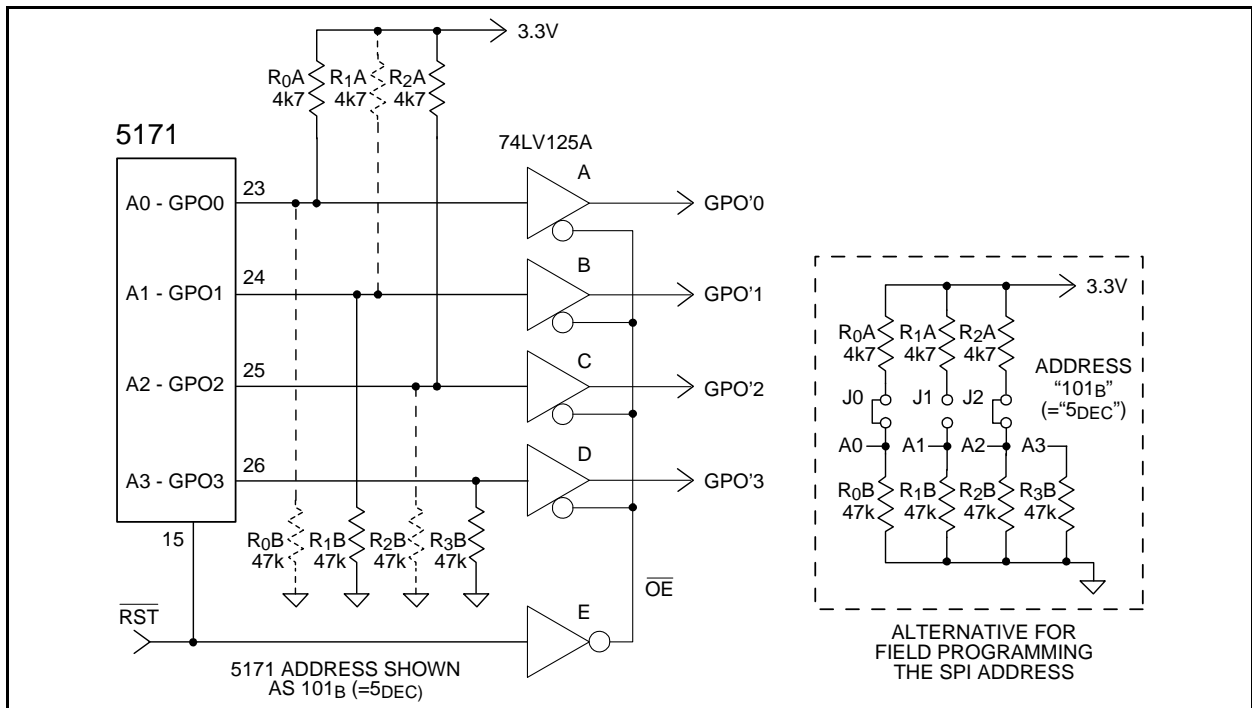 3.3V
R0A
4k7
R1A
4k7
R2A
4k7
5171
74LV125A
A0 - GPO0
23
A
GPO'0
A1 - GPO1
24
B
GPO'1
A2 - GPO2
25
C
GPO'2
A3 - GPO3
26
D
GPO'3
15
R0B
47k
R1B
47k
R2B
47k
R3B
47k
OE
RST
E
5171 ADDRESS SHOWN
AS 101B (=5DEC)
3.3V
R0A
4k7
R1A
4k7
R2A
4k7
ADDRESS
"101B"
(="5DEC")
J0
J1
J2
A0
A1
A2
A3
R0B
47k
R1B
47k
R2B
47k
R3B
47k
ALTERNATIVE FOR
FIELD PROGRAMMING
THE SPI ADDRESS